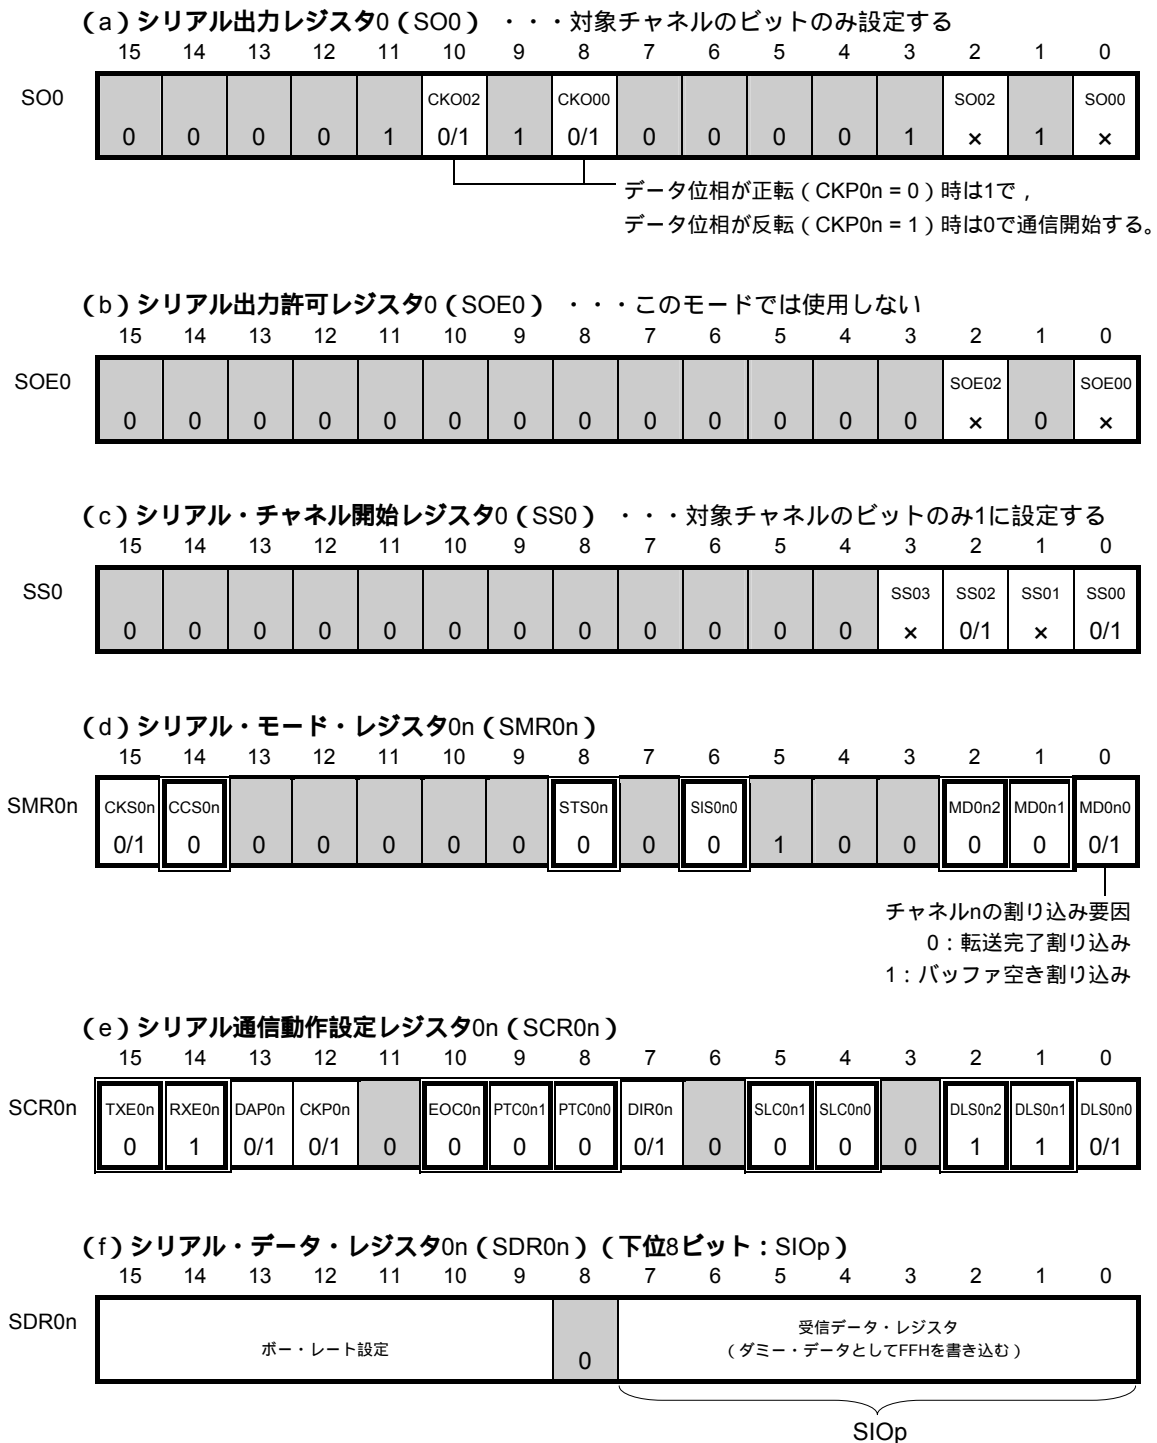 (a)シリアル出力レジスタ0(SO0) ・・・対象チャネルのビットのみ設定する
15 14 13 12 11 10 9 8 7 6 5 4 3 2 1 0
SO0
CKO02 CKO00 SO02 SO00
0 0 0 0 1 0/1 1 0/1 0 0 0 0 1 × 1 ×
データ位相が正転(CKP0n = 0)時は1で,
データ位相が反転(CKP0n = 1)時は0で通信開始する。
(b)シリアル出力許可レジスタ0(SOE0) ・・・このモードでは使用しない
15 14 13 12 11 10 9 8 7 6 5 4 3 2 1 0
SOE0
SOE02 SOE00
0 0 0 0 0 0 0 0 0 0 0 0 0 × 0 ×
(c)シリアル・チャネル開始レジスタ0(SS0) ・・・対象チャネルのビットのみ1に設定する
15 14 13 12 11 10 9 8 7 6 5 4 3 2 1 0
SS0
SS03 SS02 SS01 SS00
0 0 0 0 0 0 0 0 0 0 0 0 × 0/1 × 0/1
(d)シリアル・モード・レジスタ0n(SMR0n)
15 14 13 12 11 10 9 8 7 6 5 4 3 2 1 0
SMR0n
CKS0n CCS0n STS0n SIS0n0 MD0n2 MD0n1 MD0n0
0/1 0 0 0 0 0 0 0 0 0 1 0 0 0 0 0/1
チャネルnの割り込み要因
0:転送完了割り込み
1:バッファ空き割り込み
(e)シリアル通信動作設定レジスタ0n(SCR0n)
15 14 13 12 11 10 9 8 7 6 5 4 3 2 1 0
SCR0n
TXE0n RXE0n DAP0n CKP0n EOC0n PTC0n1 PTC0n0 DIR0n SLC0n1 SLC0n0 DLS0n2 DLS0n1 DLS0n0
0 1 0/1 0/1 0 0 0 0 0/1 0 0 0 0 1 1 0/1
(f)シリアル・データ・レジスタ0n(SDR0n)(下位8ビット:SIOp)
15 14 13 12 11 10 9 8 7 6 5 4 3 2 1 0
SDR0n
ボー・レート設定
0
受信データ・レジスタ
(ダミー・データとしてFFHを書き込む)
SIOp